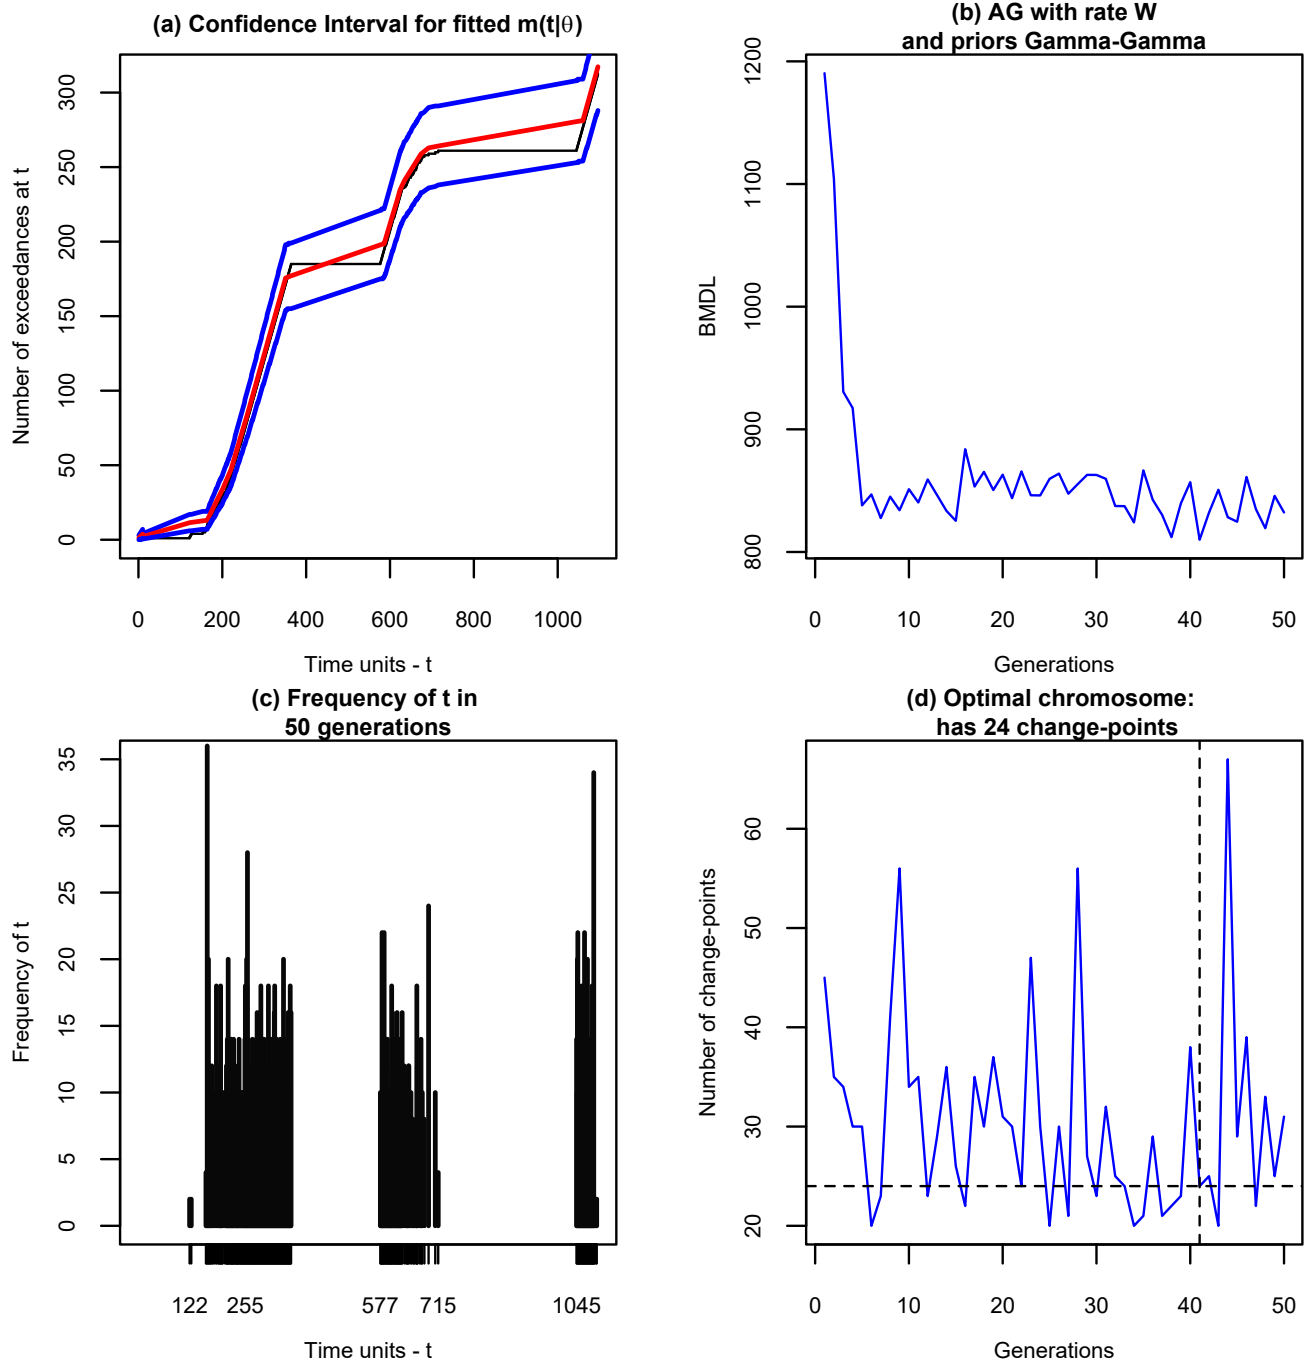 (a) Confidence Interval for fitted m(t|θ)
Number of exceedances at t
300
250
200
150
100
50
0
0 200 400 600 800 1000
Time units - t
(b) AG with rate W
and priors Gamma-Gamma
BMDL
1200
1100
1000
900
800
0 10 20 30 40 50
Generations
(c) Frequency of t in
50 generations
Frequency of t
35
30
25
20
15
10
5
0
122 255 577 715 1045
Time units - t
(d) Optimal chromosome:
has 24 change-points
Number of change-points
60
50
40
30
20
0 10 20 30 40 50
Generations